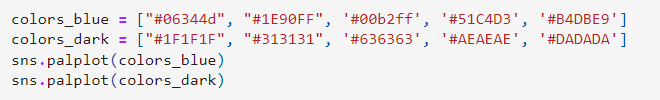 colors_blue = ["#06344d", "#1E90FF", '#00b2ff', '#51C4D3', '#B4DBE9']
colors_dark = ["#1F1F1F", "#313131", '#636363', '#AEAEAE', '#DADADA']
sns.palplot(colors_blue)
sns.palplot(colors_dark)